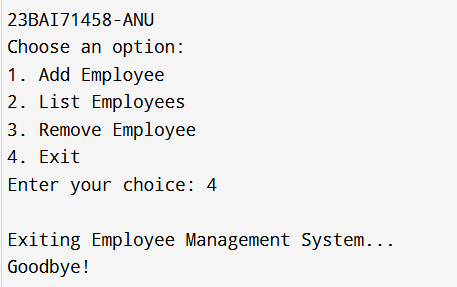 23BAI71458-ANU
Choose an option:
1. Add Employee
2. List Employees
3. Remove Employee
4. Exit
Enter your choice: 4
Exiting Employee Management System...
Goodbye!